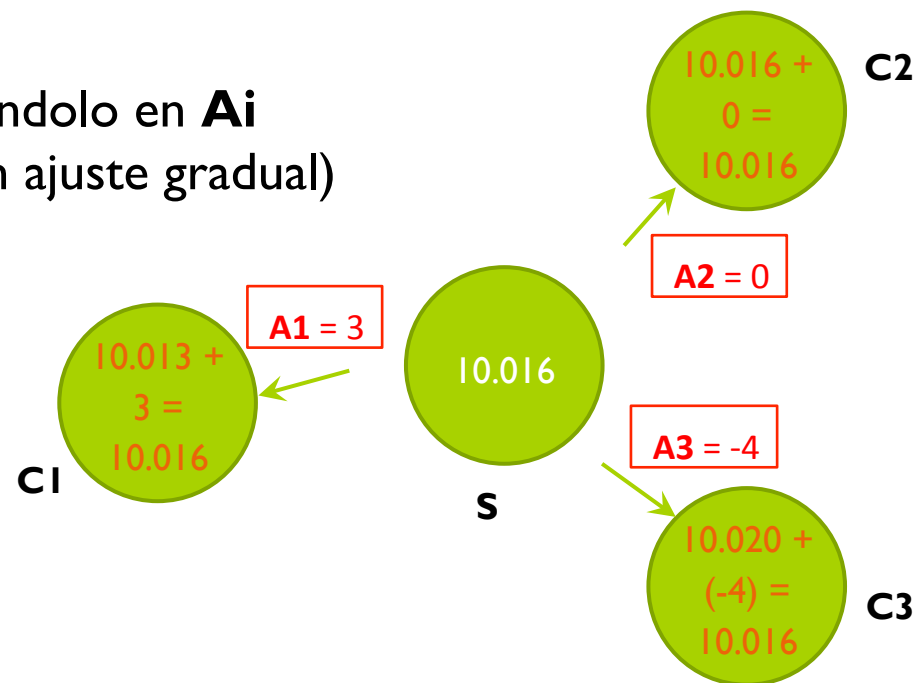 ndolo en Ai
ajuste gradual)
10.016 +
0 =
10.016
C2
A2 = 0
A1 = 3
10.013 +
3 =
10.016
C1
10.016
S
A3 = -4
10.020 +
(-4) =
10.016
C3